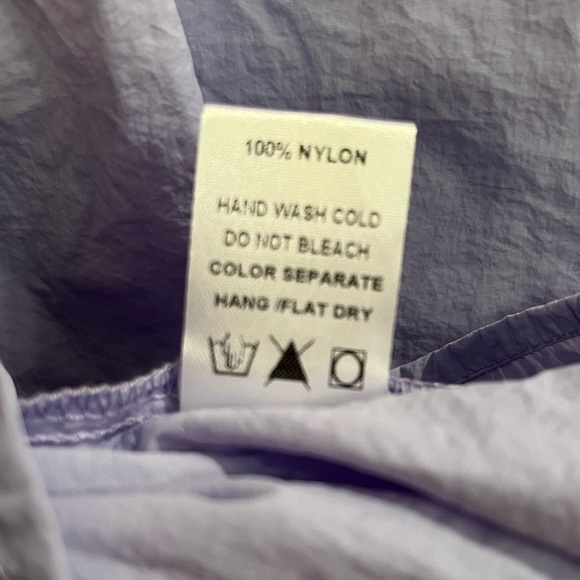 100% NYLON
HAND WASH COLD
DO NOT BLEACH
COLOR SEPARATE
HANG /FLAT DRY